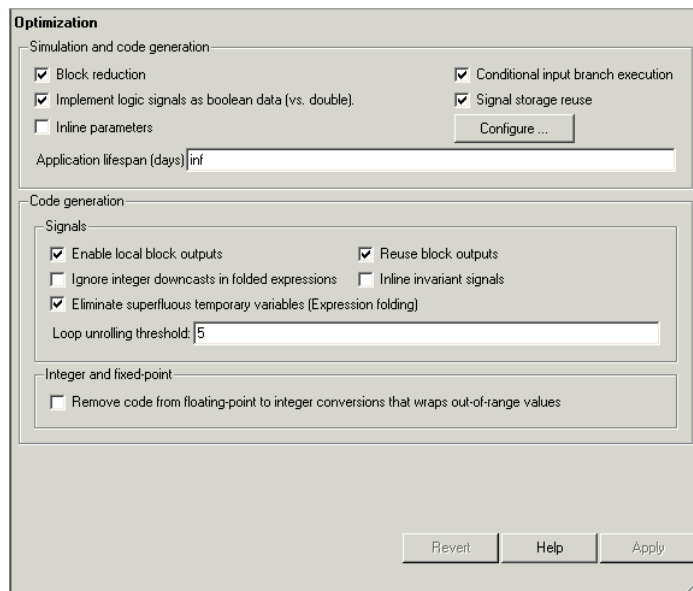 Optimization
Simulation and code generation
Block reduction
Conditional input branch execution
Implement logic signals as boolean data (vs. double).
Signal storage reuse
Inline parameters
Configure ...
Application lifespan (days) inf
Code generation
Signals
Enable local block outputs
Reuse block outputs
Ignore integer downcasts in folded expressions
Inline invariant signals
Eliminate superfluous temporary variables (Expression folding)
Loop unrolling threshold: 5
Integer and fixed-point
Remove code from floating-point to integer conversions that wraps out-of-range values
Revert
Help
Apply